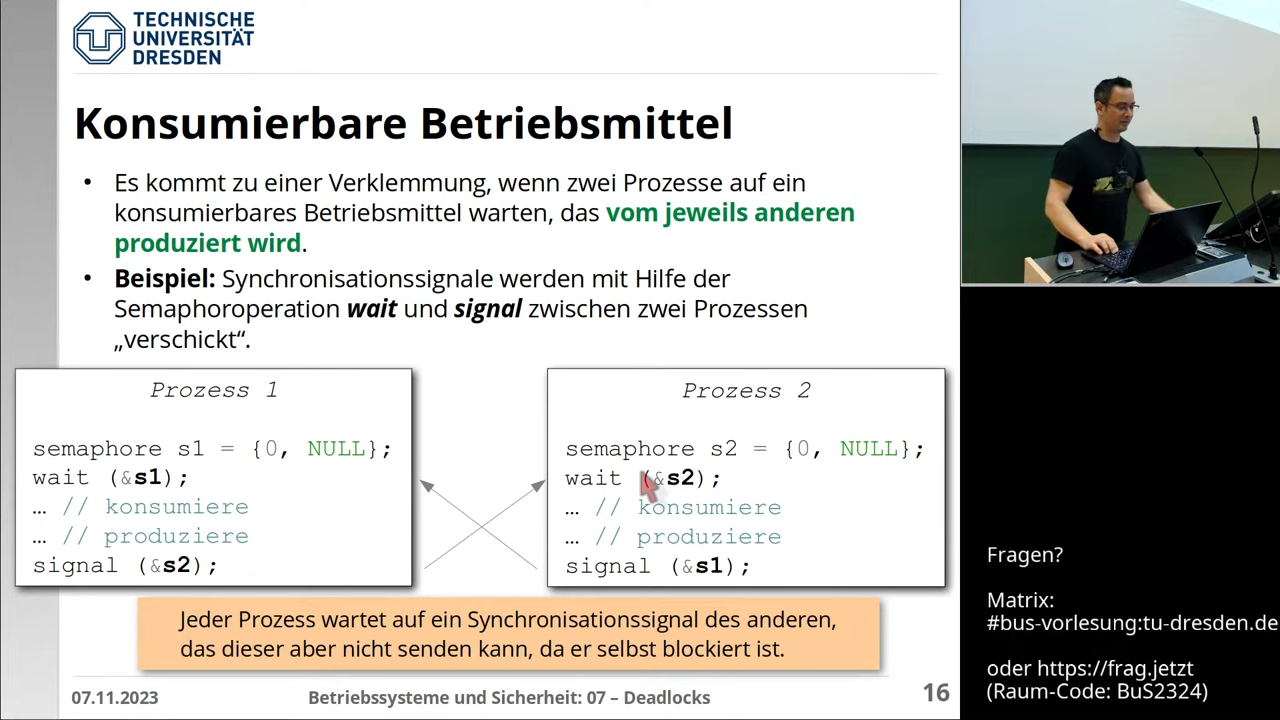 TECHNISCHE
UNIVERSITÄT
DRESDEN
Konsumierbare Betriebsmittel
• Es kommt zu einer Verklemmung, wenn zwei Prozesse auf ein
konsumierbares Betriebsmittel warten, das vom jeweils anderen
produziert wird.
• Beispiel: Synchronisationssignale werden mit Hilfe der
Semaphoroperation wait und signal zwischen zwei Prozessen
„verschickt“.
Prozess 1
semaphore s1 = {0, NULL};
wait (&s1);
… // konsumiere
… // produziere
signal (&s2);
Prozess 2
semaphore s2 = {0, NULL};
wait (&s2);
… // konsumiere
… // produziere
signal (&s1);
Jeder Prozess wartet auf ein Synchronisationssignal des anderen,
das dieser aber nicht senden kann, da er selbst blockiert ist.
07.11.2023
Betriebssysteme und Sicherheit: 07 – Deadlocks
16
Fragen?
Matrix:
#bus-vorlesung:tu-dresden.de
oder https://frag.jetzt
(Raum-Code: BuS2324)